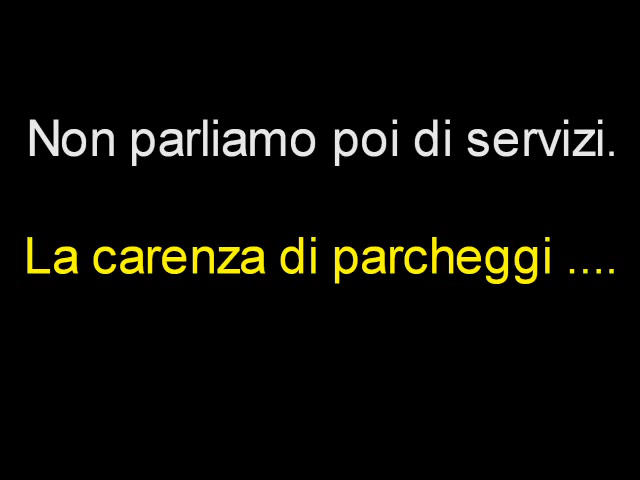 Non parliamo poi di servizi.
La carenza di parcheggi ....